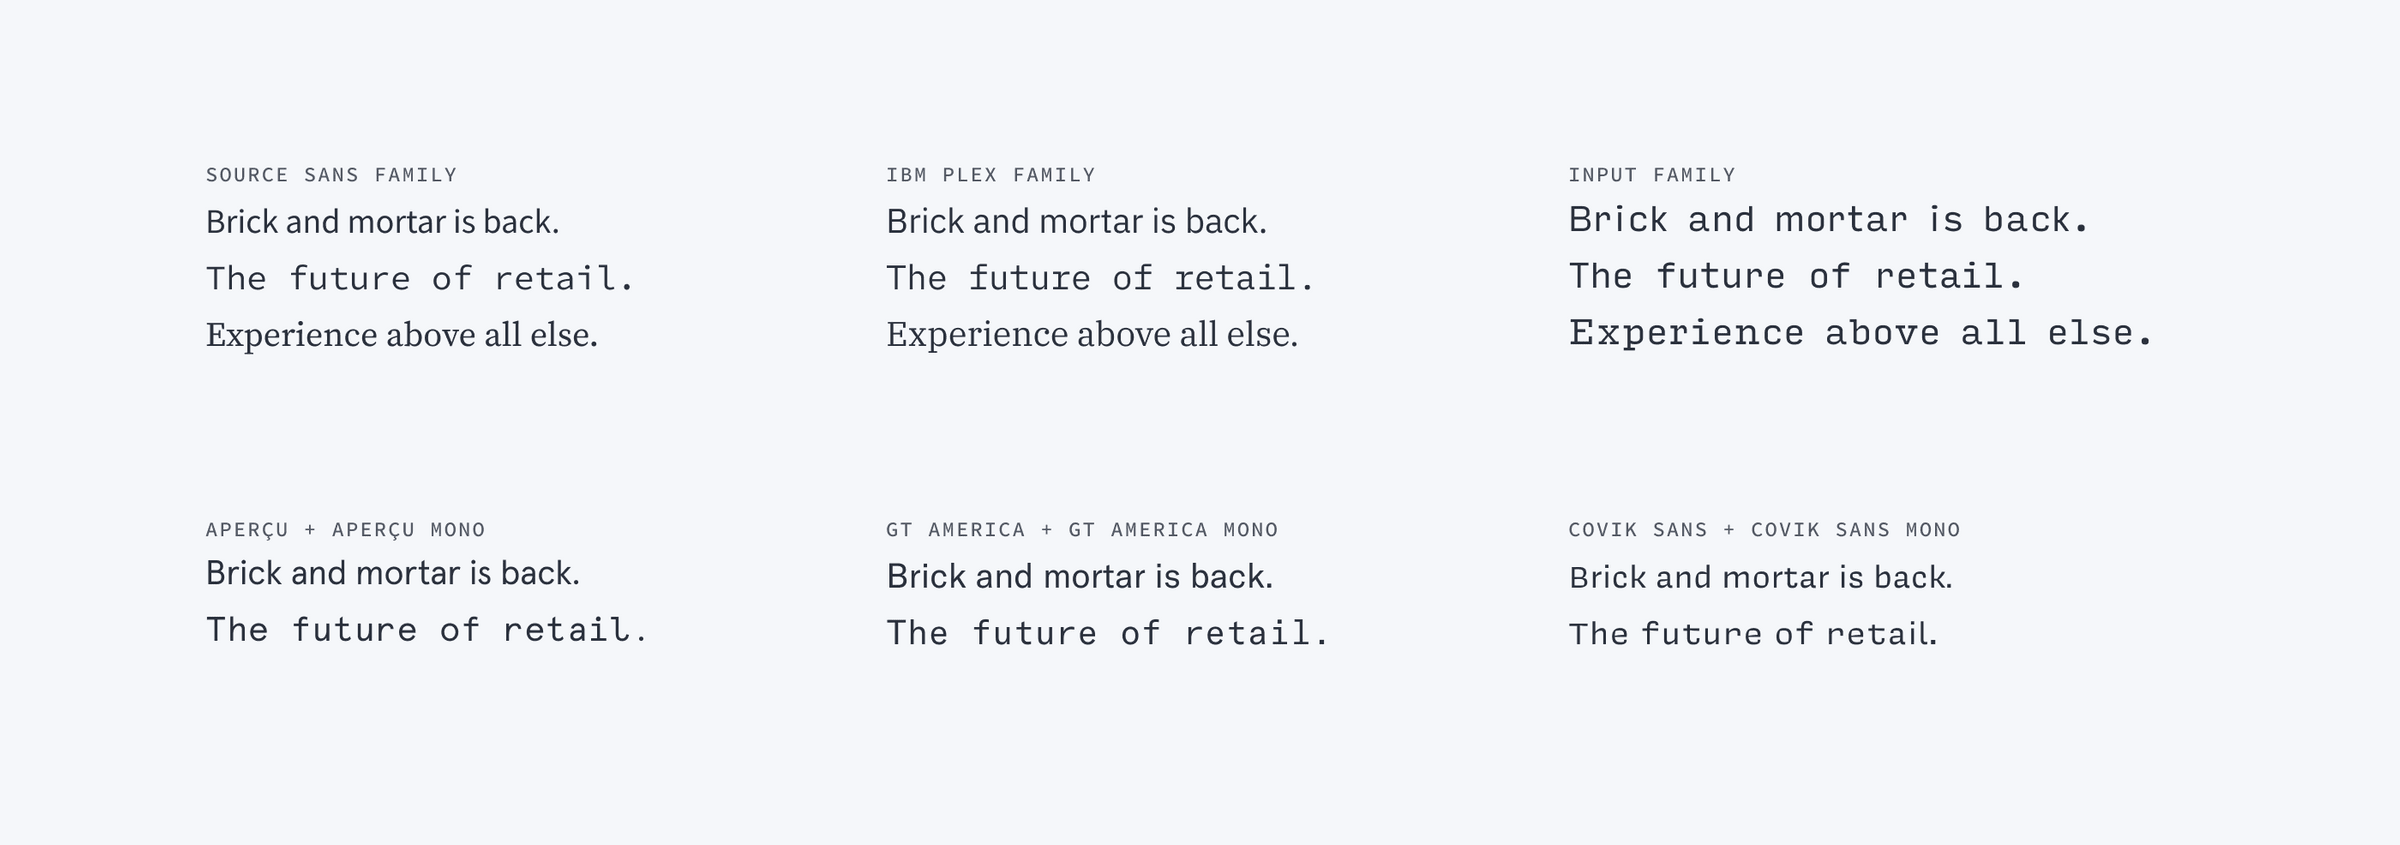 SOURCE SANS FAMILY
Brick and mortar is back.
The future of retail.
Experience above all else.
IBM PLEX FAMILY
Brick and mortar is back.
The future of retail.
Experience above all else.
INPUT FAMILY
Brick and mortar is back.
The future of retail.
Experience above all else.
APERÇU + APERÇU MONO
Brick and mortar is back.
The future of retail.
GT AMERICA + GT AMERICA MONO
Brick and mortar is back.
The future of retail.
COVIK SANS + COVIK SANS MONO
Brick and mortar is back.
The future of retail.